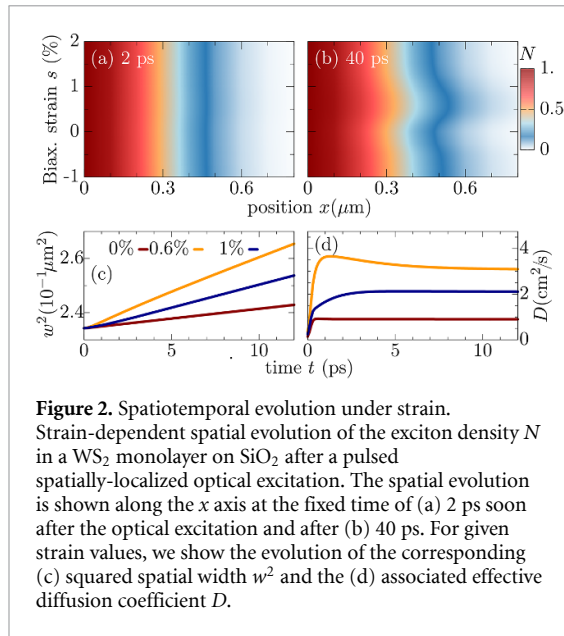 2
1
0
-1
Biax. strain s (%)
(a) 2 ps
(b) 40 ps
N
1.
0.5
0
0 0.3 0.6 0 0.3 0.6
position x(μm)
2.6
2.4
w² (10⁻¹μm²)
0% 0.6% 1%
(c)
(d)
4
2
0
D(cm²/s)
0 5 10 0 5 10
time t (ps)
Figure 2. Spatiotemporal evolution under strain.
Strain-dependent spatial evolution of the exciton density N
in a WS₂ monolayer on SiO₂ after a pulsed
spatially-localized optical excitation. The spatial evolution
is shown along the x axis at the fixed time of (a) 2 ps soon
after the optical excitation and after (b) 40 ps. For given
strain values, we show the evolution of the corresponding
(c) squared spatial width w² and the (d) associated effective
diffusion coefficient D.